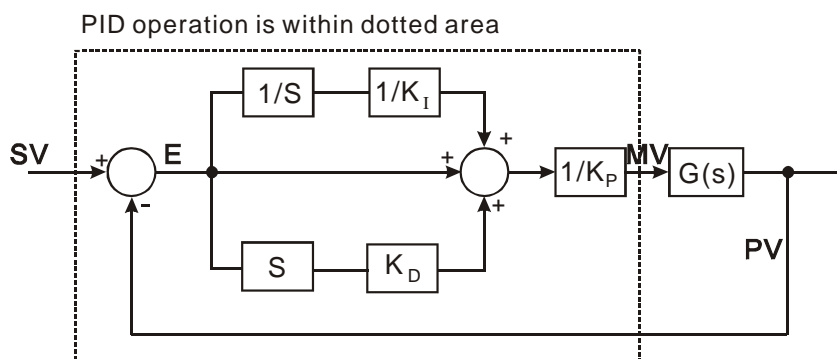 PID operation is within dotted area
1/S
1/K_I
+
SV
+
E
+
MV
1/K_P
G(s)
-
+
PV
S
K_D